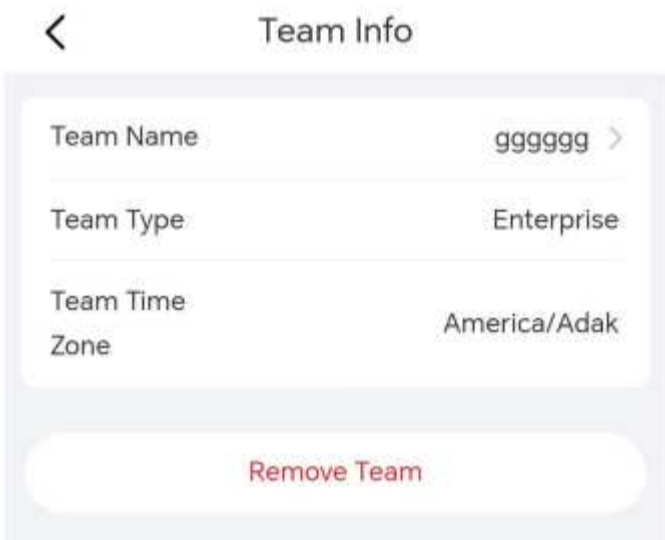 Team Info
Team Name
gggggg
Team Type
Enterprise
Team Time
Zone
America/Adak
Remove Team